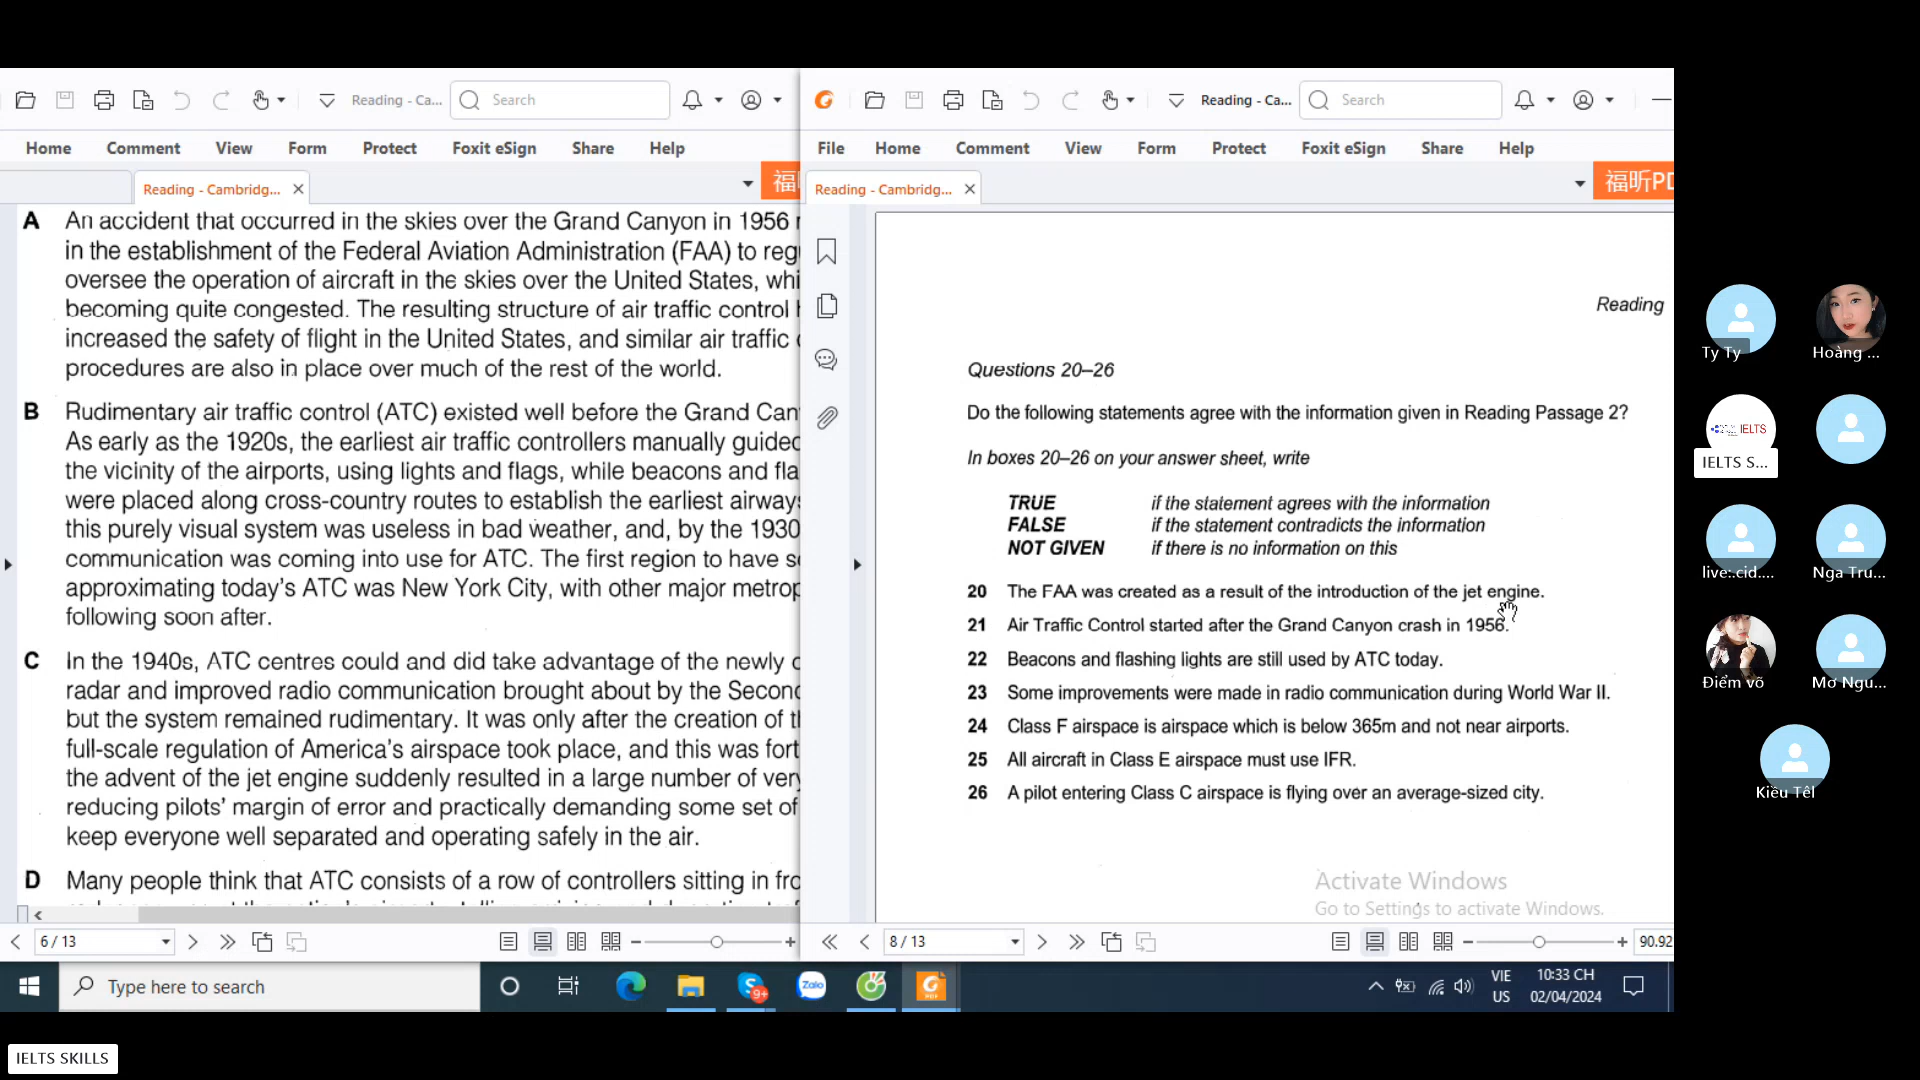 Reading - Ca...
Search
Reading - Ca...
Search
Home Comment View Form Protect Foxit eSign Share Help
File Home Comment View Form Protect Foxit eSign Share Help
Reading - Cambridg...
Reading - Cambridg...
福昕PD
A An accident that occurred in the skies over the Grand Canyon in 1956
in the establishment of the Federal Aviation Administration (FAA) to reg
oversee the operation of aircraft in the skies over the United States, whi
becoming quite congested. The resulting structure of air traffic control
increased the safety of flight in the United States, and similar air traffic
procedures are also in place over much of the rest of the world.
B Rudimentary air traffic control (ATC) existed well before the Grand Can
As early as the 1920s, the earliest air traffic controllers manually guided
the vicinity of the airports, using lights and flags, while beacons and fla
were placed along cross-country routes to establish the earliest airways
this purely visual system was useless in bad weather, and, by the 1930
communication was coming into use for ATC. The first region to have so
approximating today's ATC was New York City, with other major metrop
following soon after.
C In the 1940s, ATC centres could and did take advantage of the newly
radar and improved radio communication brought about by the Second
but the system remained rudimentary. It was only after the creation of
full-scale regulation of America's airspace took place, and this was fort
the advent of the jet engine suddenly resulted in a large number of very
reducing pilots' margin of error and practically demanding some set of
keep everyone well separated and operating safely in the air.
D Many people think that ATC consists of a row of controllers sitting in fro
Reading
Questions 20–26
Do the following statements agree with the information given in Reading Passage 2?
In boxes 20–26 on your answer sheet, write
TRUE if the statement agrees with the information
FALSE if the statement contradicts the information
NOT GIVEN if there is no information on this
20 The FAA was created as a result of the introduction of the jet engine.
21 Air Traffic Control started after the Grand Canyon crash in 1956.
22 Beacons and flashing lights are still used by ATC today.
23 Some improvements were made in radio communication during World War II.
24 Class F airspace is airspace which is below 365m and not near airports.
25 All aircraft in Class E airspace must use IFR.
26 A pilot entering Class C airspace is flying over an average-sized city.
Activate Windows
Go to Settings to activate Windows.
6 / 13
8 / 13
90.92
Type here to search
9+
Zalo
PDF
VIE
US
10:33 CH
02/04/2024
Ty Ty
Hoàng ...
IELTS
IELTS S...
live:.cid....
Nga Tru...
Điểm võ
Mơ Ngu...
Kiều Tễl
IELTS SKILLS